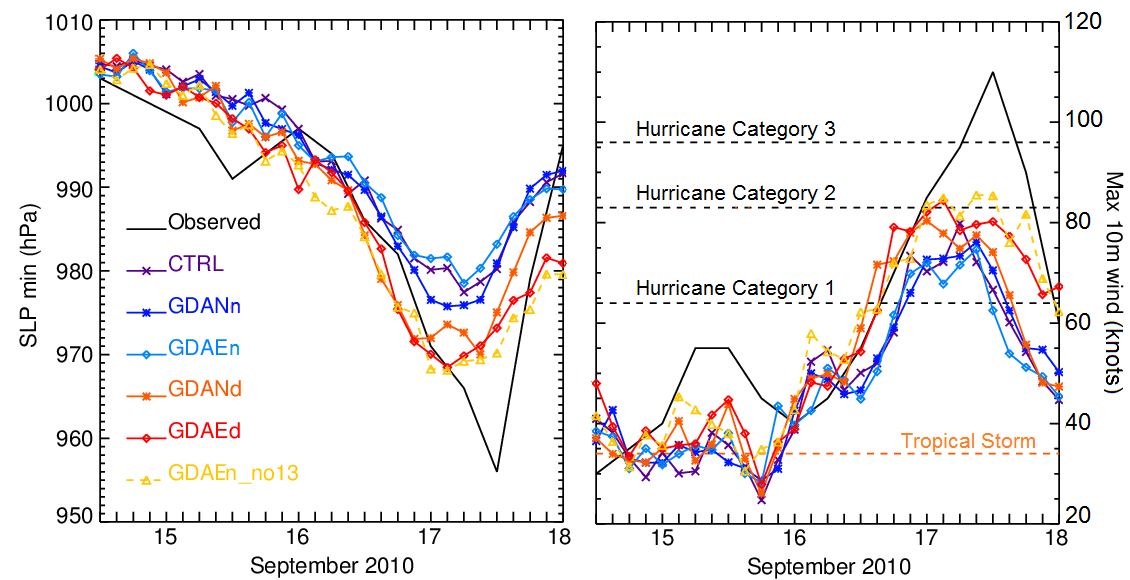 1010
1000
990
980
970
960
950
SLP min (hPa)
Observed
CTRL
GDANn
GDAEn
GDANd
GDAEd
GDAEn_no13
15
16
17
18
September 2010
Hurricane Category 3
Hurricane Category 2
Hurricane Category 1
Tropical Storm
120
100
80
60
40
20
Max 10m wind (knots)
15
16
17
18
September 2010